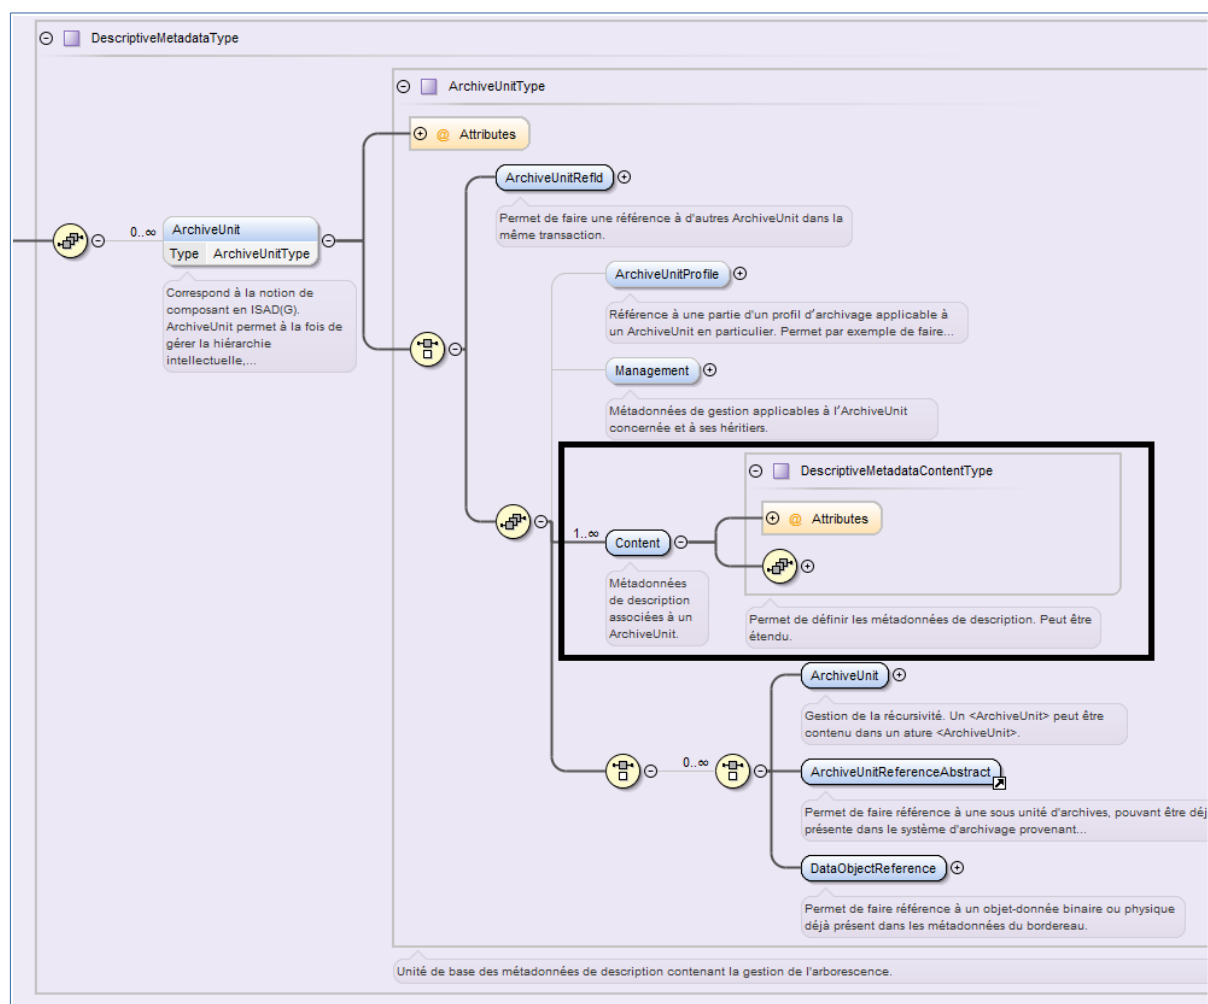 DescriptiveMetadataType
ArchiveUnitType
@ Attributes
ArchiveUnitRefId
Permet de faire une référence à d'autres ArchiveUnit dans la
même transaction.
0..∞
ArchiveUnit
Type ArchiveUnitType
Correspond à la notion de
composant en ISAD(G).
ArchiveUnit permet à la fois de
gérer la hiérarchie
intellectuelle,...
ArchiveUnitProfile
Référence à une partie d'un profil d'archivage applicable à
un ArchiveUnit en particulier. Permet par exemple de faire...
Management
Métadonnées de gestion applicables à l'ArchiveUnit
concernée et à ses héritiers.
DescriptiveMetadataContentType
@ Attributes
1..∞
Content
Métadonnées
de description
associées à un
ArchiveUnit.
Permet de définir les métadonnées de description. Peut être
étendu.
ArchiveUnit
Gestion de la récursivité. Un <ArchiveUnit> peut être
contenu dans un ature <ArchiveUnit>.
0..∞
ArchiveUnitReferenceAbstract
Permet de faire référence à une sous unité d'archives, pouvant être déj
présente dans le système d'archivage provenant...
DataObjectReference
Permet de faire référence à un objet-donnée binaire ou physique
déjà présent dans les métadonnées du bordereau.
Unité de base des métadonnées de description contenant la gestion de l'arborescence.